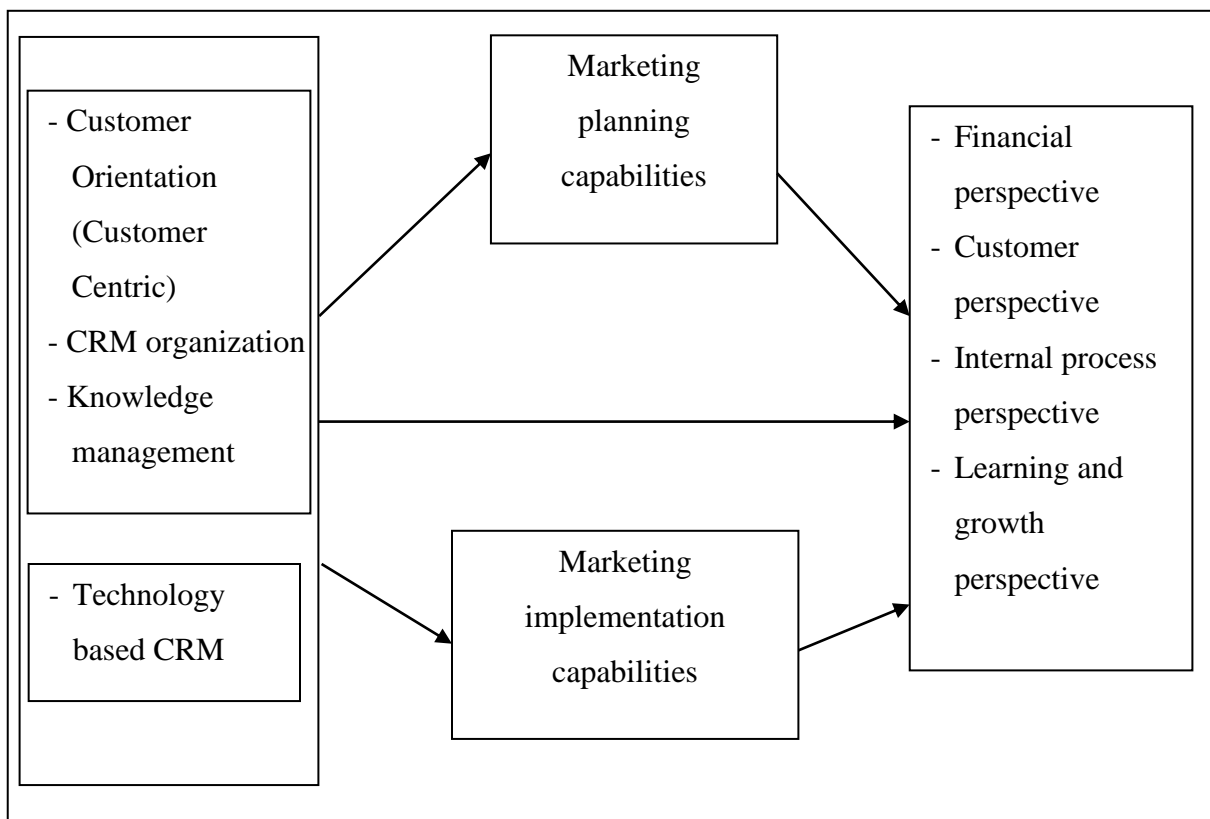 - Customer
Orientation
(Customer
Centric)
- CRM organization
- Knowledge
management
- Technology
based CRM
Marketing
planning
capabilities
Marketing
implementation
capabilities
- Financial
perspective
- Customer
perspective
- Internal process
perspective
- Learning and
growth
perspective